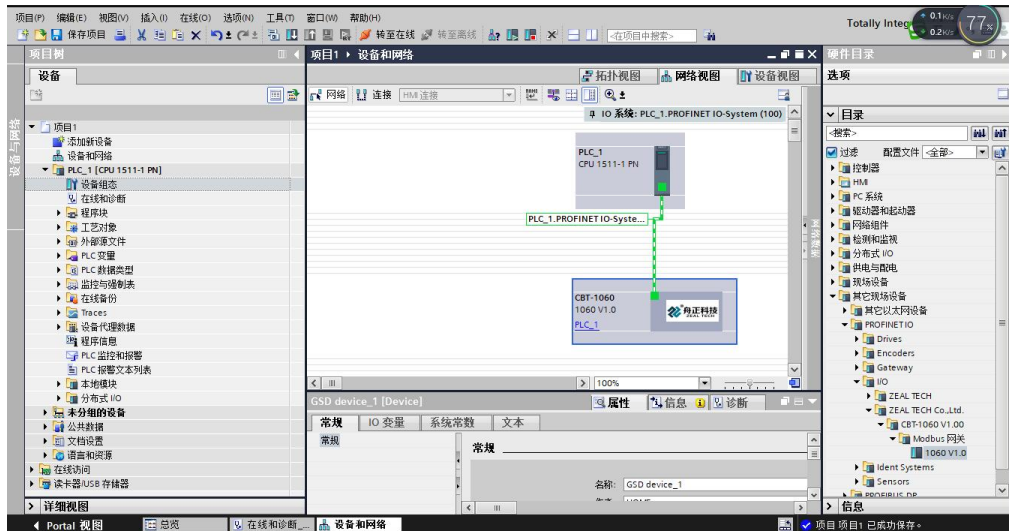 项目(P) 编辑(E) 视图(V) 插入(I) 在线(O) 选项(N) 工具(T) 窗口(W) 帮助(H)
Totally Integ
0.1K/s
0.2K/s
77%
保存项目 转至在线 转至离线 <在项目中搜索>
项目树
设备
设备与网络
项目1
添加新设备
设备和网络
PLC_1 [CPU 1511-1 PN]
设备组态
在线和诊断
程序块
工艺对象
外部源文件
PLC 变量
PLC 数据类型
监控与强制表
在线备份
Traces
设备代理数据
程序信息
PLC 监控和报警
PLC 报警文本列表
本地模块
分布式 I/O
未分组的设备
公共数据
文档设置
语言和资源
在线访问
读卡器/USB 存储器
详细视图
项目1 ▸ 设备和网络
拓扑视图 网络视图 设备视图
网络 连接 HMI 连接
IO 系统: PLC_1.PROFINET IO-System (100)
PLC_1
CPU 1511-1 PN
PLC_1.PROFINET IO-Syste...
CBT-1060
1060 V1.0
PLC_1
舟正科技
ZEAL TECH
100%
GSD device_1 [Device]
属性 信息 诊断
常规 IO 变量 系统常数 文本
常规
常规
名称: GSD device_1
硬件目录
选项
目录
<搜索>
过滤 配置文件 <全部>
控制器
HMI
PC 系统
驱动器和起动器
网络组件
检测和监视
分布式 I/O
供电与配电
现场设备
其它现场设备
其它以太网设备
PROFINET IO
Drives
Encoders
Gateway
I/O
ZEAL TECH
ZEAL TECH Co.,Ltd.
CBT-1060 V1.00
Modbus 网关
1060 V1.0
Ident Systems
Sensors
PROFIBUS DP
信息
Portal 视图 总览 在线和诊断_... 设备和网络
项目 项目1 已成功保存。